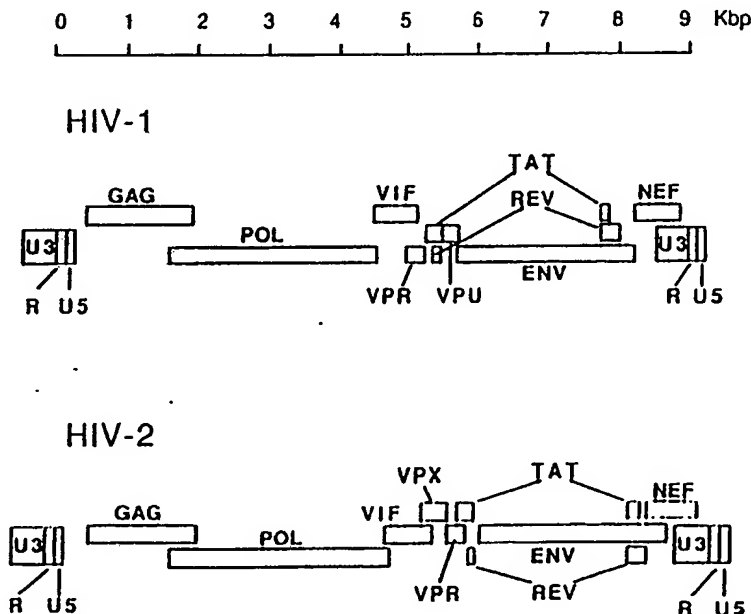 0 1 2 3 4 5 6 7 8 9 Kbp
HIV-1
TAT
GAG VIF REV NEF
U3 POL U3
ENV
R U5 VPR VPU R U5
HIV-2
VPX TAT NEF
GAG VIF
U3 POL ENV U3
VPR REV
R U5 R U5